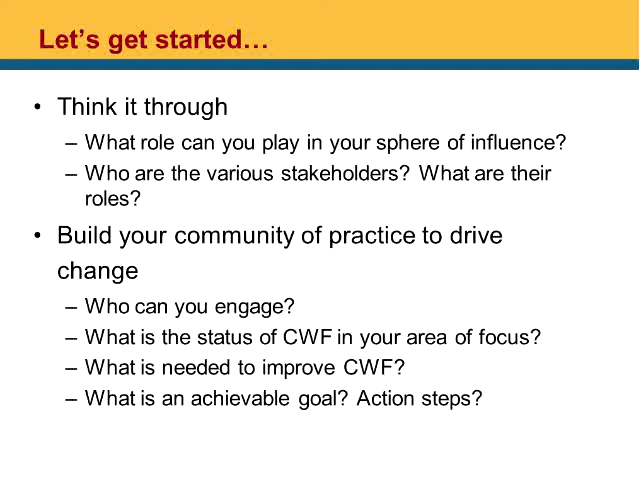 Let’s get started…
• Think it through
– What role can you play in your sphere of influence?
– Who are the various stakeholders? What are their
roles?
• Build your community of practice to drive
change
– Who can you engage?
– What is the status of CWF in your area of focus?
– What is needed to improve CWF?
– What is an achievable goal? Action steps?